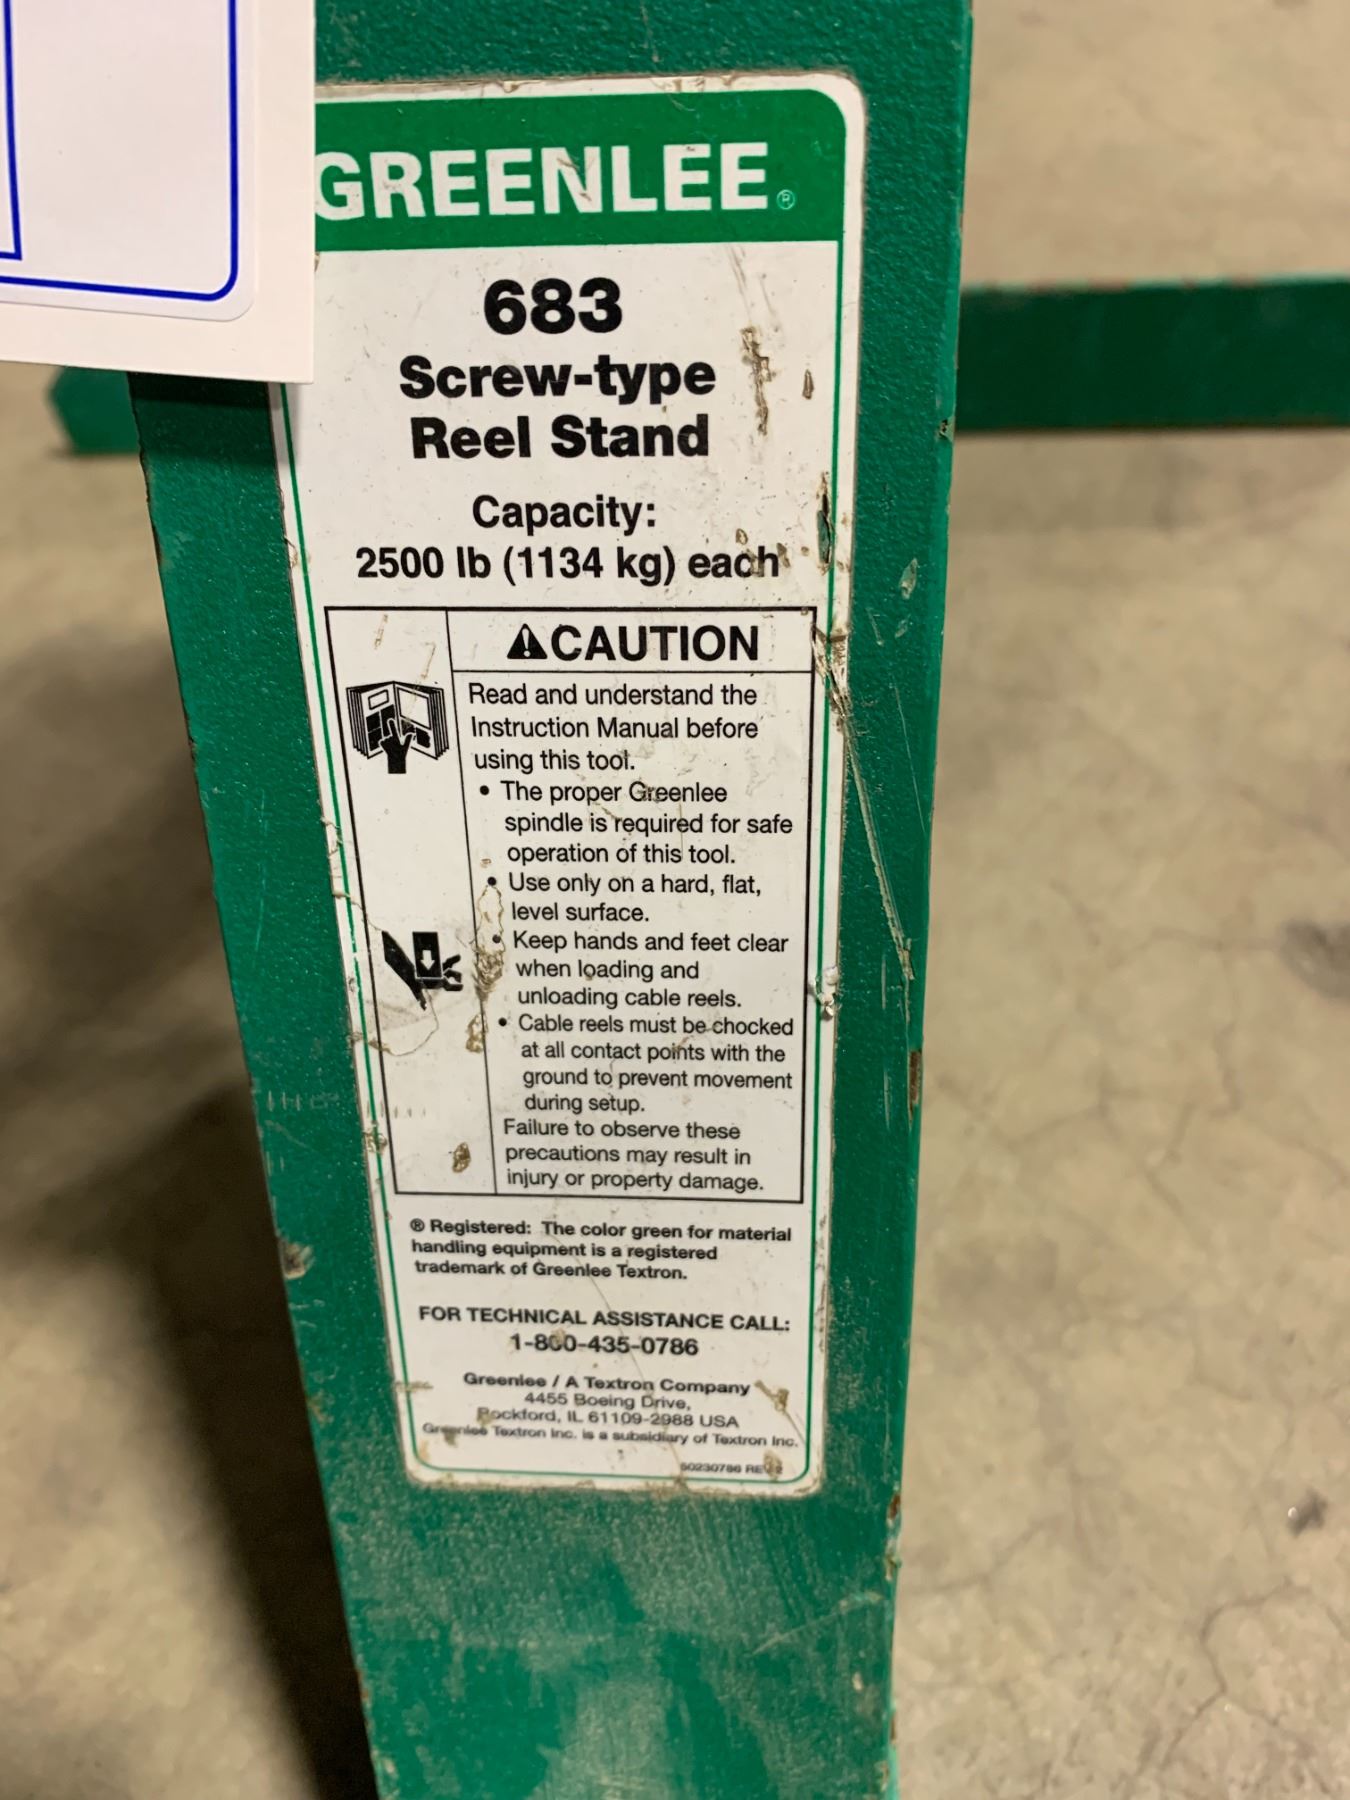 GREENLEE®
683
Screw-type
Reel Stand
Capacity:
2500 lb (1134 kg) each
⚠CAUTION
Read and understand the
Instruction Manual before
using this tool.
• The proper Greenlee
spindle is required for safe
operation of this tool.
• Use only on a hard, flat,
level surface.
• Keep hands and feet clear
when loading and
unloading cable reels.
• Cable reels must be chocked
at all contact points with the
ground to prevent movement
during setup.
Failure to observe these
precautions may result in
injury or property damage.
® Registered: The color green for material
handling equipment is a registered
trademark of Greenlee Textron.
FOR TECHNICAL ASSISTANCE CALL:
1-800-435-0786
Greenlee / A Textron Company
4455 Boeing Drive,
Rockford, IL 61109-2988 USA
Greenlee Textron Inc. is a subsidiary of Textron Inc.